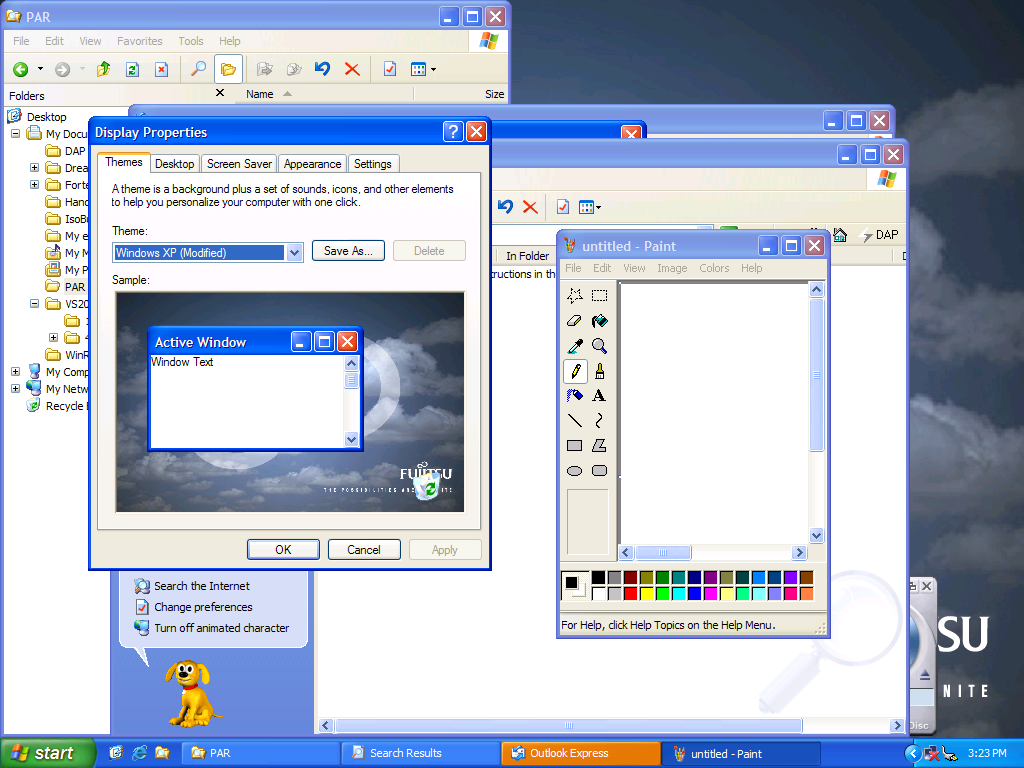 PAR
File Edit View Favorites Tools Help
Folders
Name
Size
Desktop
My Docu
DAP
Drea
Forte
Hand
IsoBu
My e
My M
My P
PAR
VS20
WinR
My Comp
My Netw
Recycle
Display Properties
Themes Desktop Screen Saver Appearance Settings
A theme is a background plus a set of sounds, icons, and other elements
to help you personalize your computer with one click.
Theme:
Windows XP (Modified)
Save As...
Delete
Sample:
Active Window
Window Text
FUJITSU
THE POSSIBILITIES ARE
ITE
OK
Cancel
Apply
DAP
In Folder
tructions in the
untitled - Paint
File Edit View Image Colors Help
A
For Help, click Help Topics on the Help Menu.
Search the Internet
Change preferences
Turn off animated character
SU
NITE
Disc
start
PAR
Search Results
Outlook Express
untitled - Paint
3:23 PM